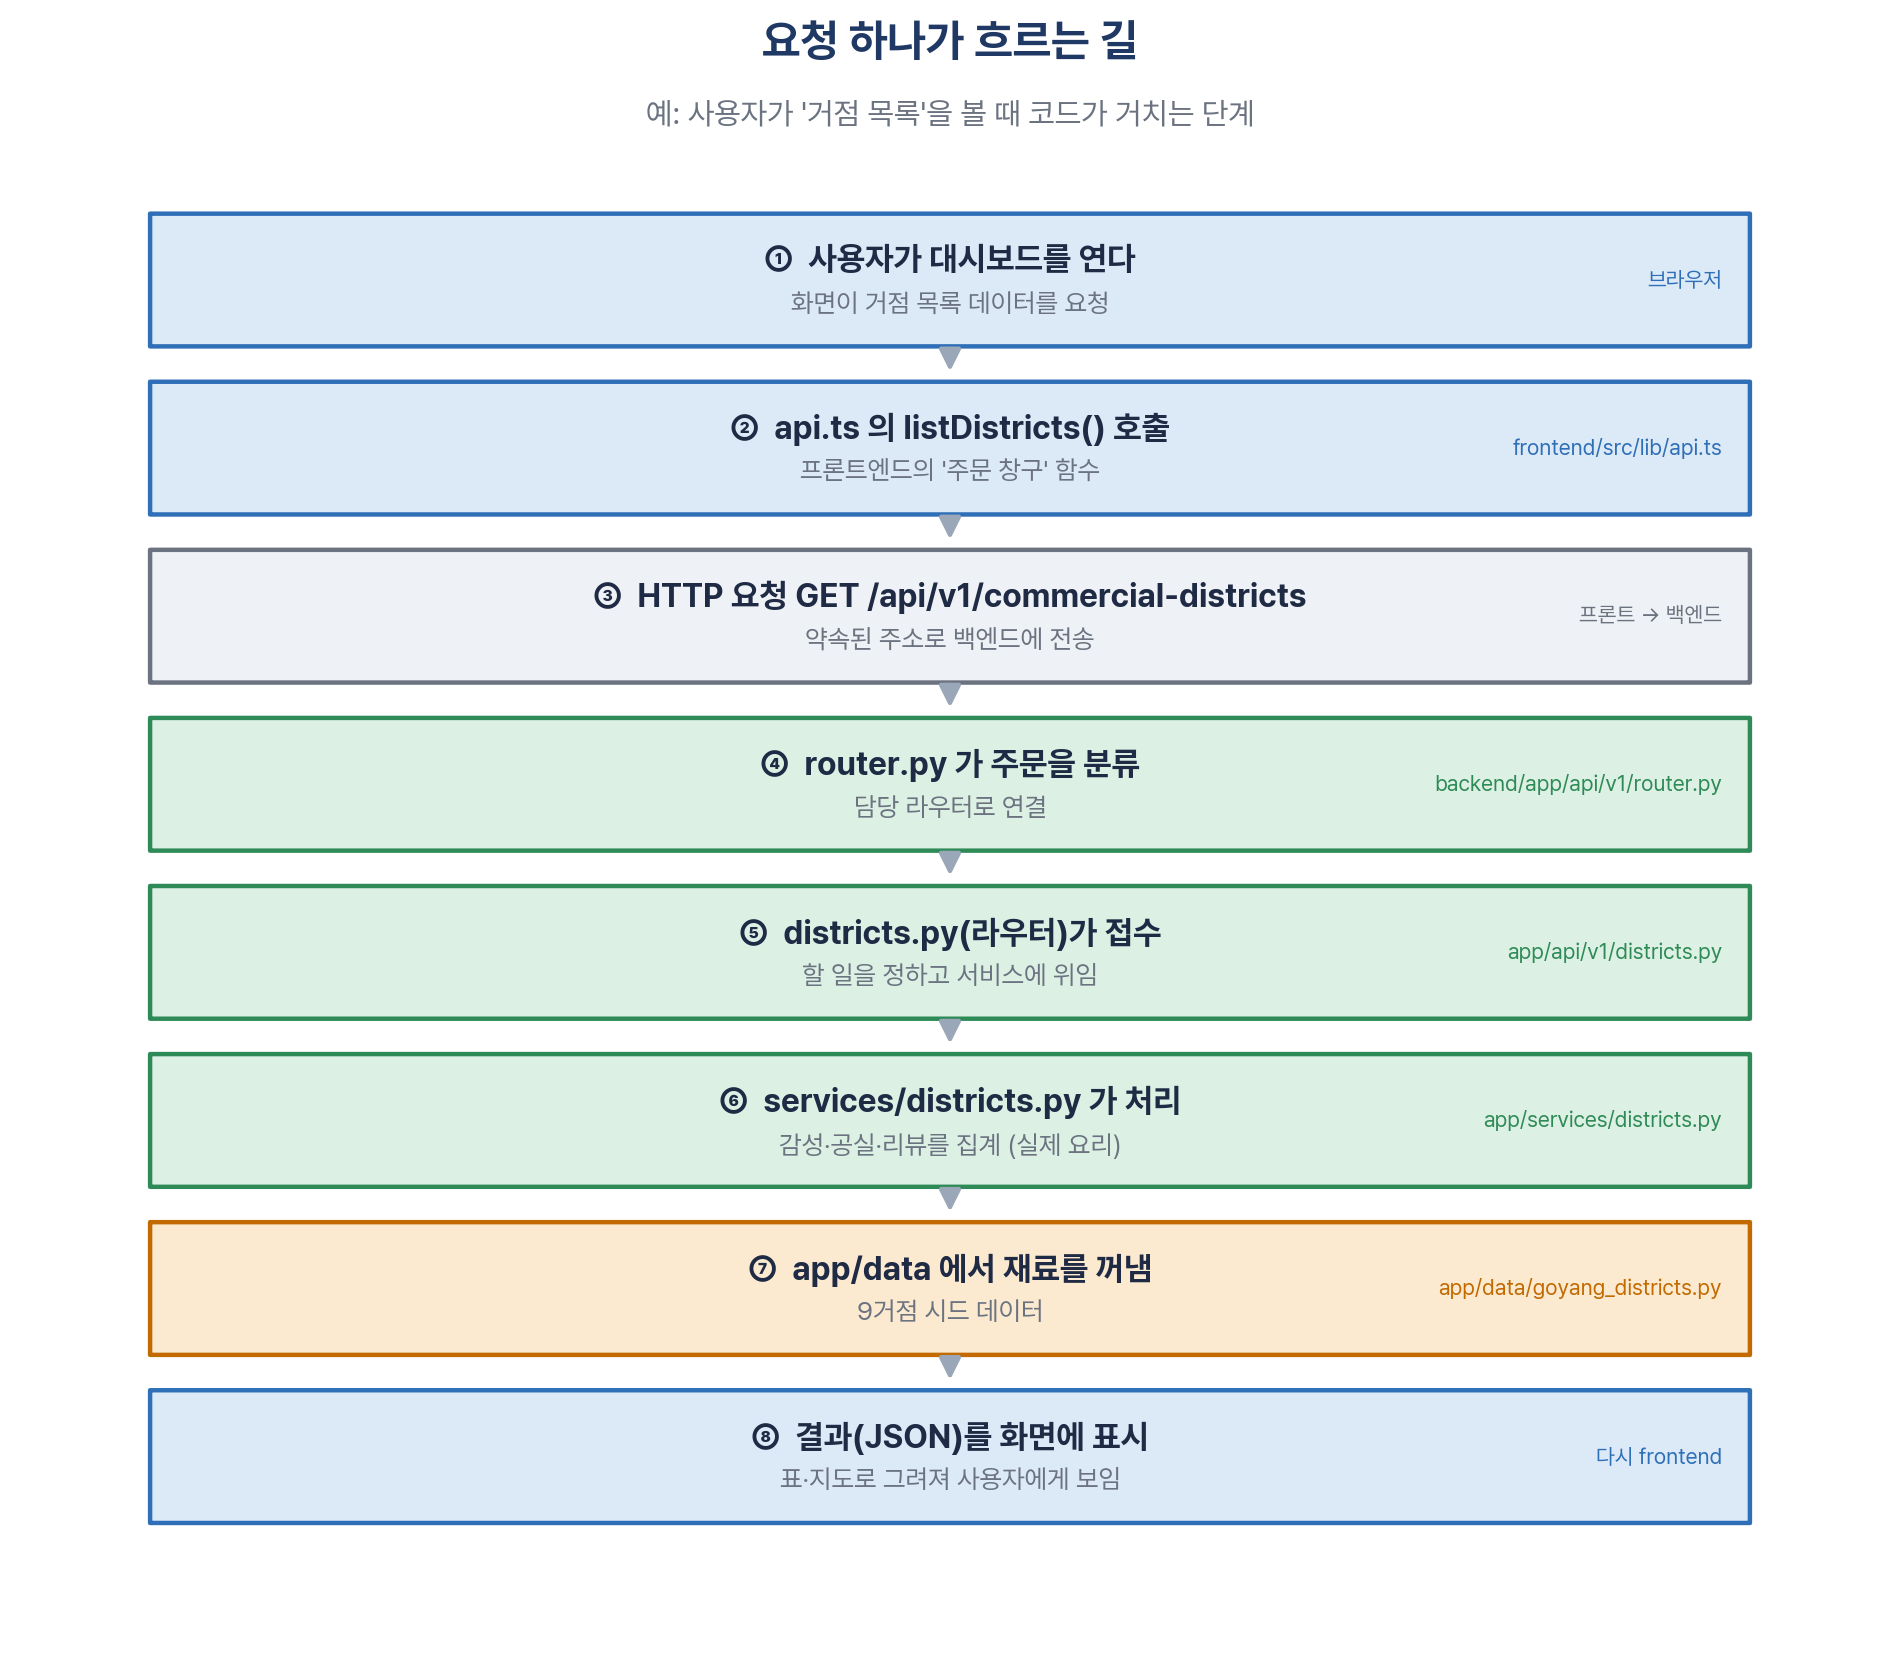 요청 하나가 흐르는 길
예: 사용자가 '거점 목록'을 볼 때 코드가 거치는 단계
① 사용자가 대시보드를 연다
화면이 거점 목록 데이터를 요청
브라우저
② api.ts 의 listDistricts() 호출
프론트엔드의 '주문 창구' 함수
frontend/src/lib/api.ts
③ HTTP 요청 GET /api/v1/commercial-districts
약속된 주소로 백엔드에 전송
프론트 → 백엔드
④ router.py 가 주문을 분류
담당 라우터로 연결
backend/app/api/v1/router.py
⑤ districts.py(라우터)가 접수
할 일을 정하고 서비스에 위임
app/api/v1/districts.py
⑥ services/districts.py 가 처리
감성·공실·리뷰를 집계 (실제 요리)
app/services/districts.py
⑦ app/data 에서 재료를 꺼냄
9거점 시드 데이터
app/data/goyang_districts.py
⑧ 결과(JSON)를 화면에 표시
표·지도로 그려져 사용자에게 보임
다시 frontend